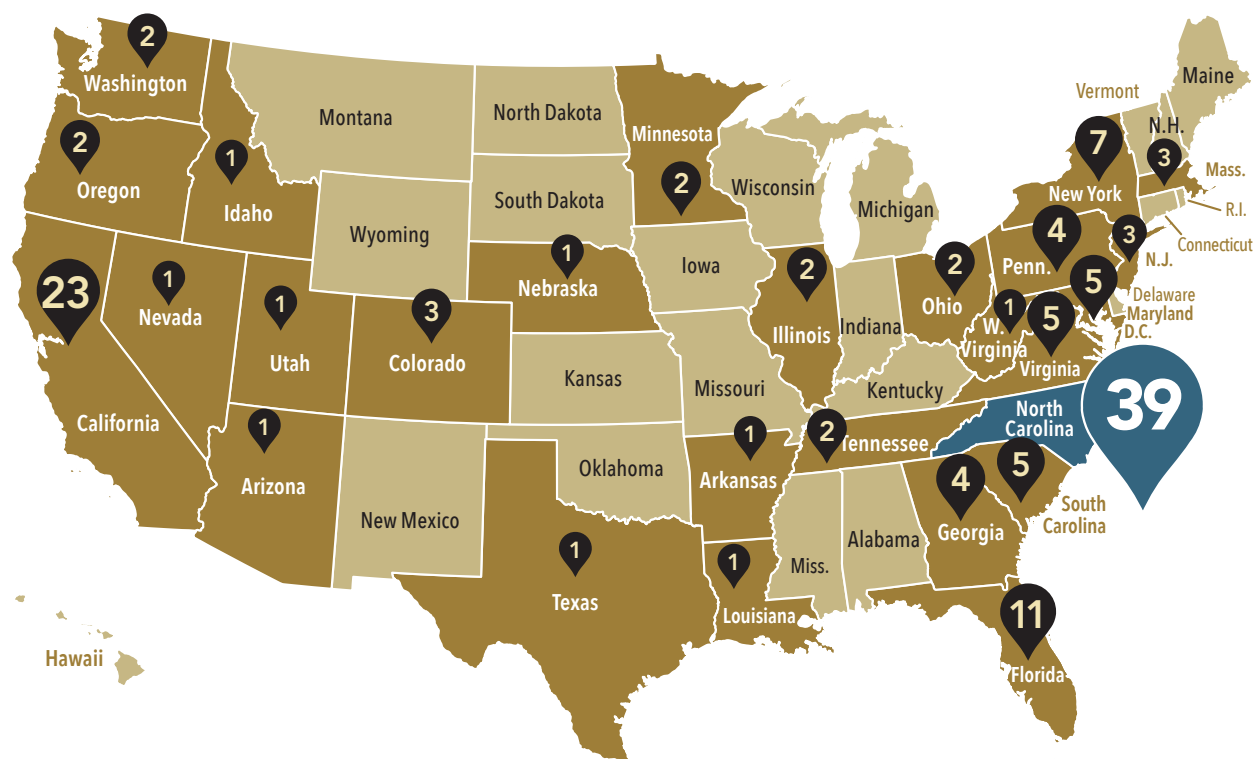 2
Washington
Montana
North Dakota
Minnesota
2
Vermont
Maine
N.H.
3
Mass.
R.I.
Connecticut
2
Oregon
1
Idaho
South Dakota
Wisconsin
Michigan
7
New York
Wyoming
1
Nebraska
Iowa
2
Illinois
Indiana
2
Ohio
4
Penn.
3
N.J.
5
Delaware
Maryland
D.C.
23
California
1
Nevada
1
Utah
3
Colorado
Kansas
Missouri
Kentucky
1
W.
Virginia
5
Virginia
39
North
Carolina
1
Arizona
New Mexico
Oklahoma
1
Arkansas
2
Tennessee
5
South
Carolina
4
Georgia
Alabama
Miss.
1
Texas
1
Louisiana
11
Florida
Hawaii